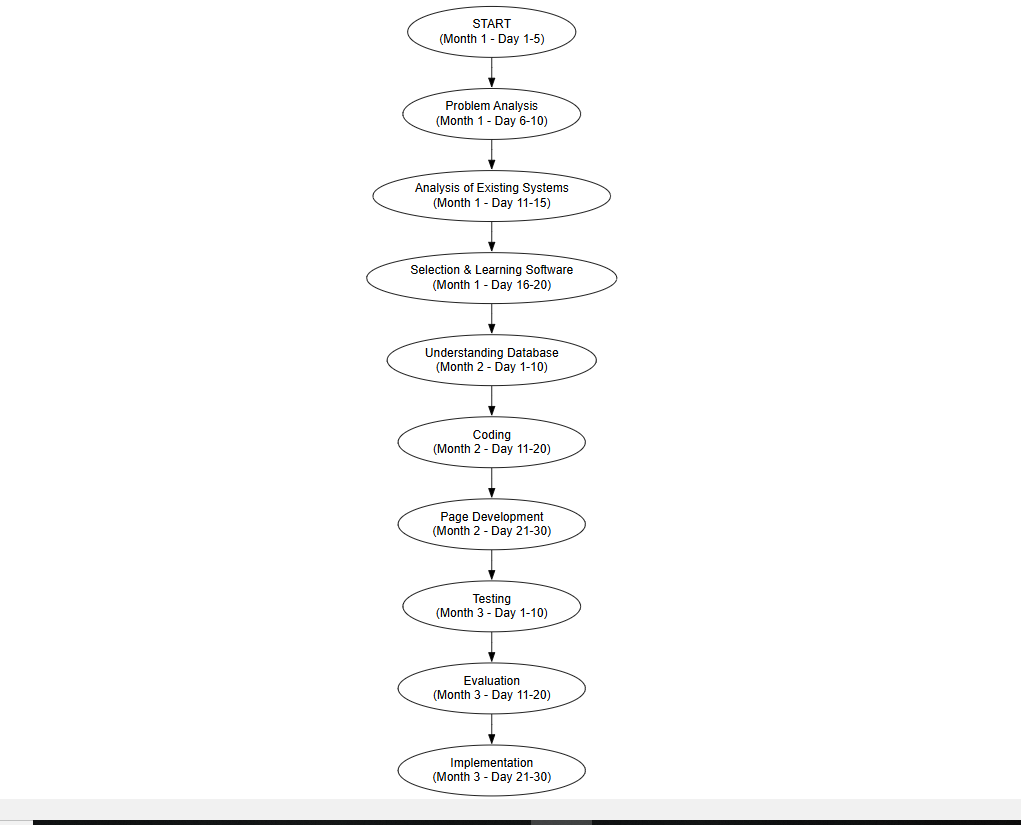 START
(Month 1 - Day 1-5)
Problem Analysis
(Month 1 - Day 6-10)
Analysis of Existing Systems
(Month 1 - Day 11-15)
Selection & Learning Software
(Month 1 - Day 16-20)
Understanding Database
(Month 2 - Day 1-10)
Coding
(Month 2 - Day 11-20)
Page Development
(Month 2 - Day 21-30)
Testing
(Month 3 - Day 1-10)
Evaluation
(Month 3 - Day 11-20)
Implementation
(Month 3 - Day 21-30)